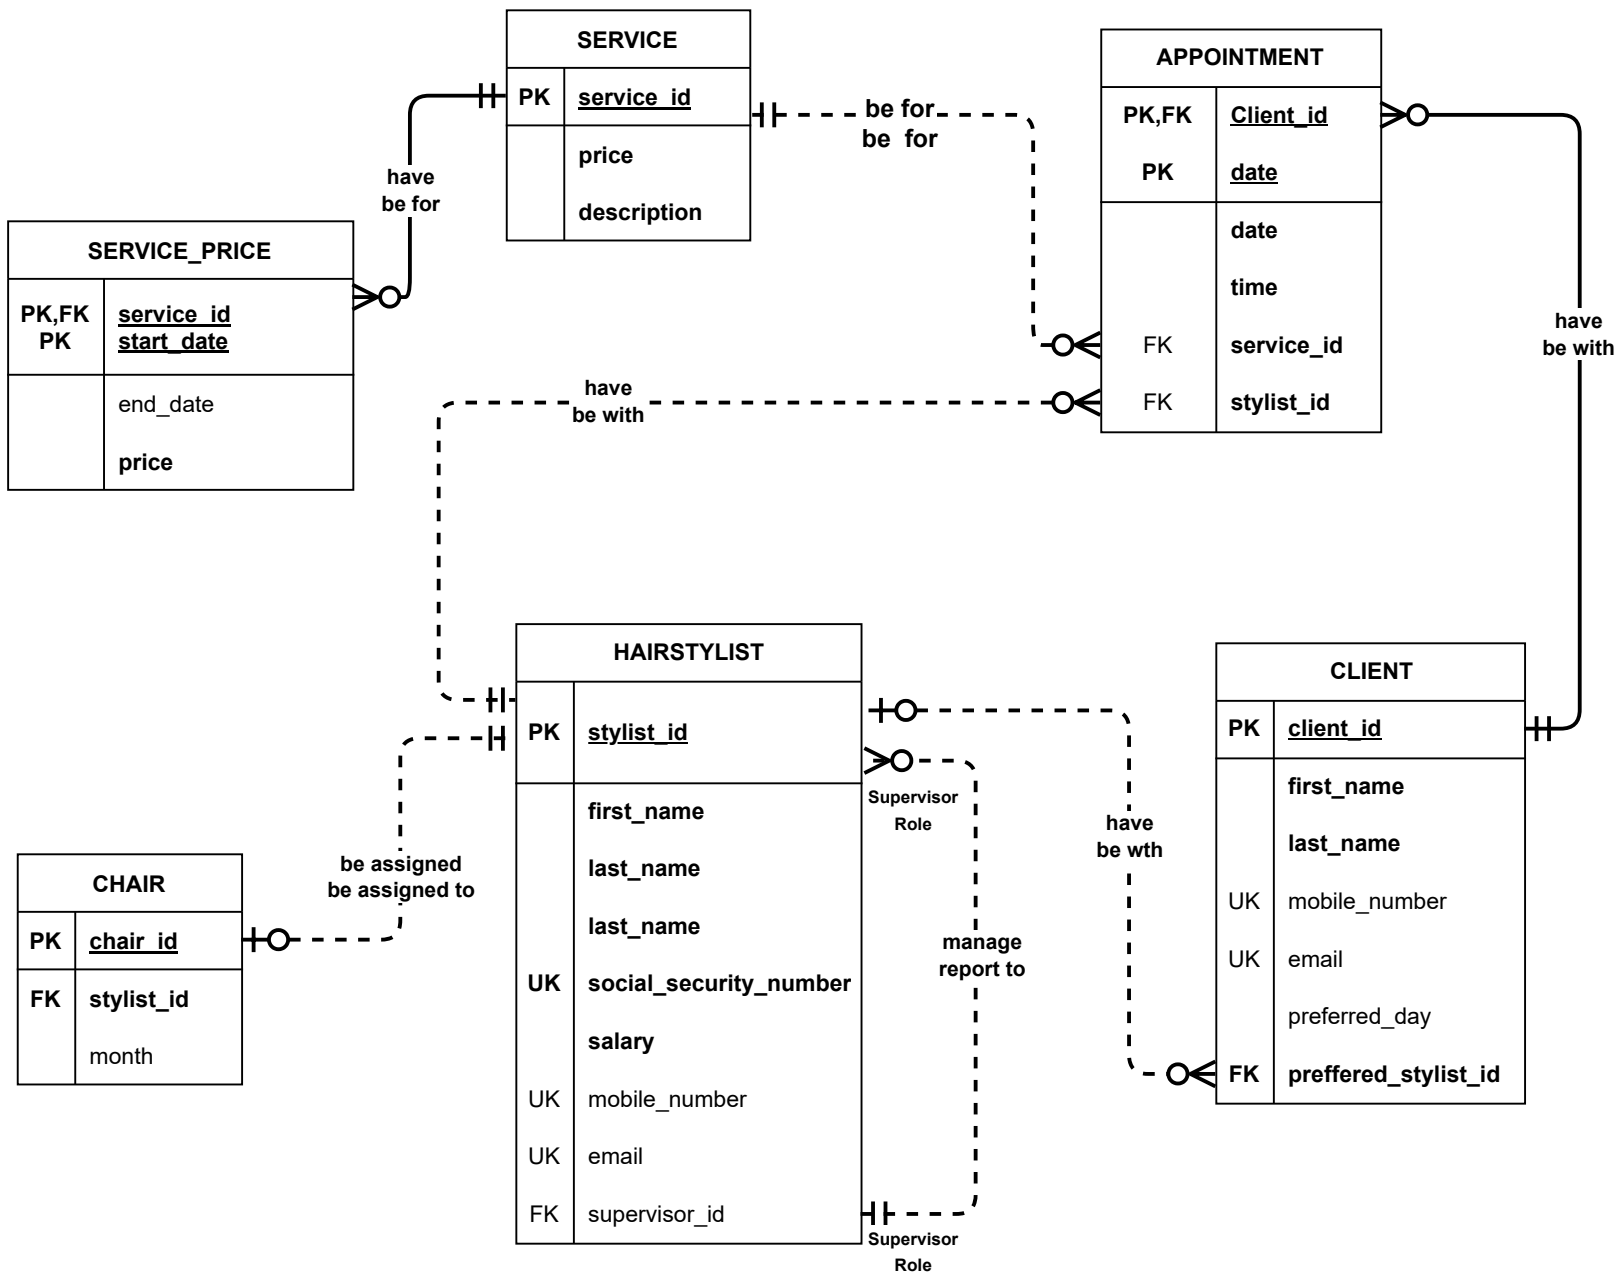 SERVICE
PK service_id
price
description
be for
be for
APPOINTMENT
PK,FK Client_id
PK date
date
time
FK service_id
FK stylist_id
have
be for
SERVICE_PRICE
PK,FK service_id
PK start_date
end_date
price
have
be with
have
be with
HAIRSTYLIST
PK stylist_id
first_name
last_name
last_name
UK social_security_number
salary
UK mobile_number
UK email
FK supervisor_id
CLIENT
PK client_id
first_name
last_name
UK mobile_number
UK email
preferred_day
FK preffered_stylist_id
Supervisor
Role
have
be wth
be assigned
be assigned to
CHAIR
PK chair_id
FK stylist_id
month
manage
report to
Supervisor
Role